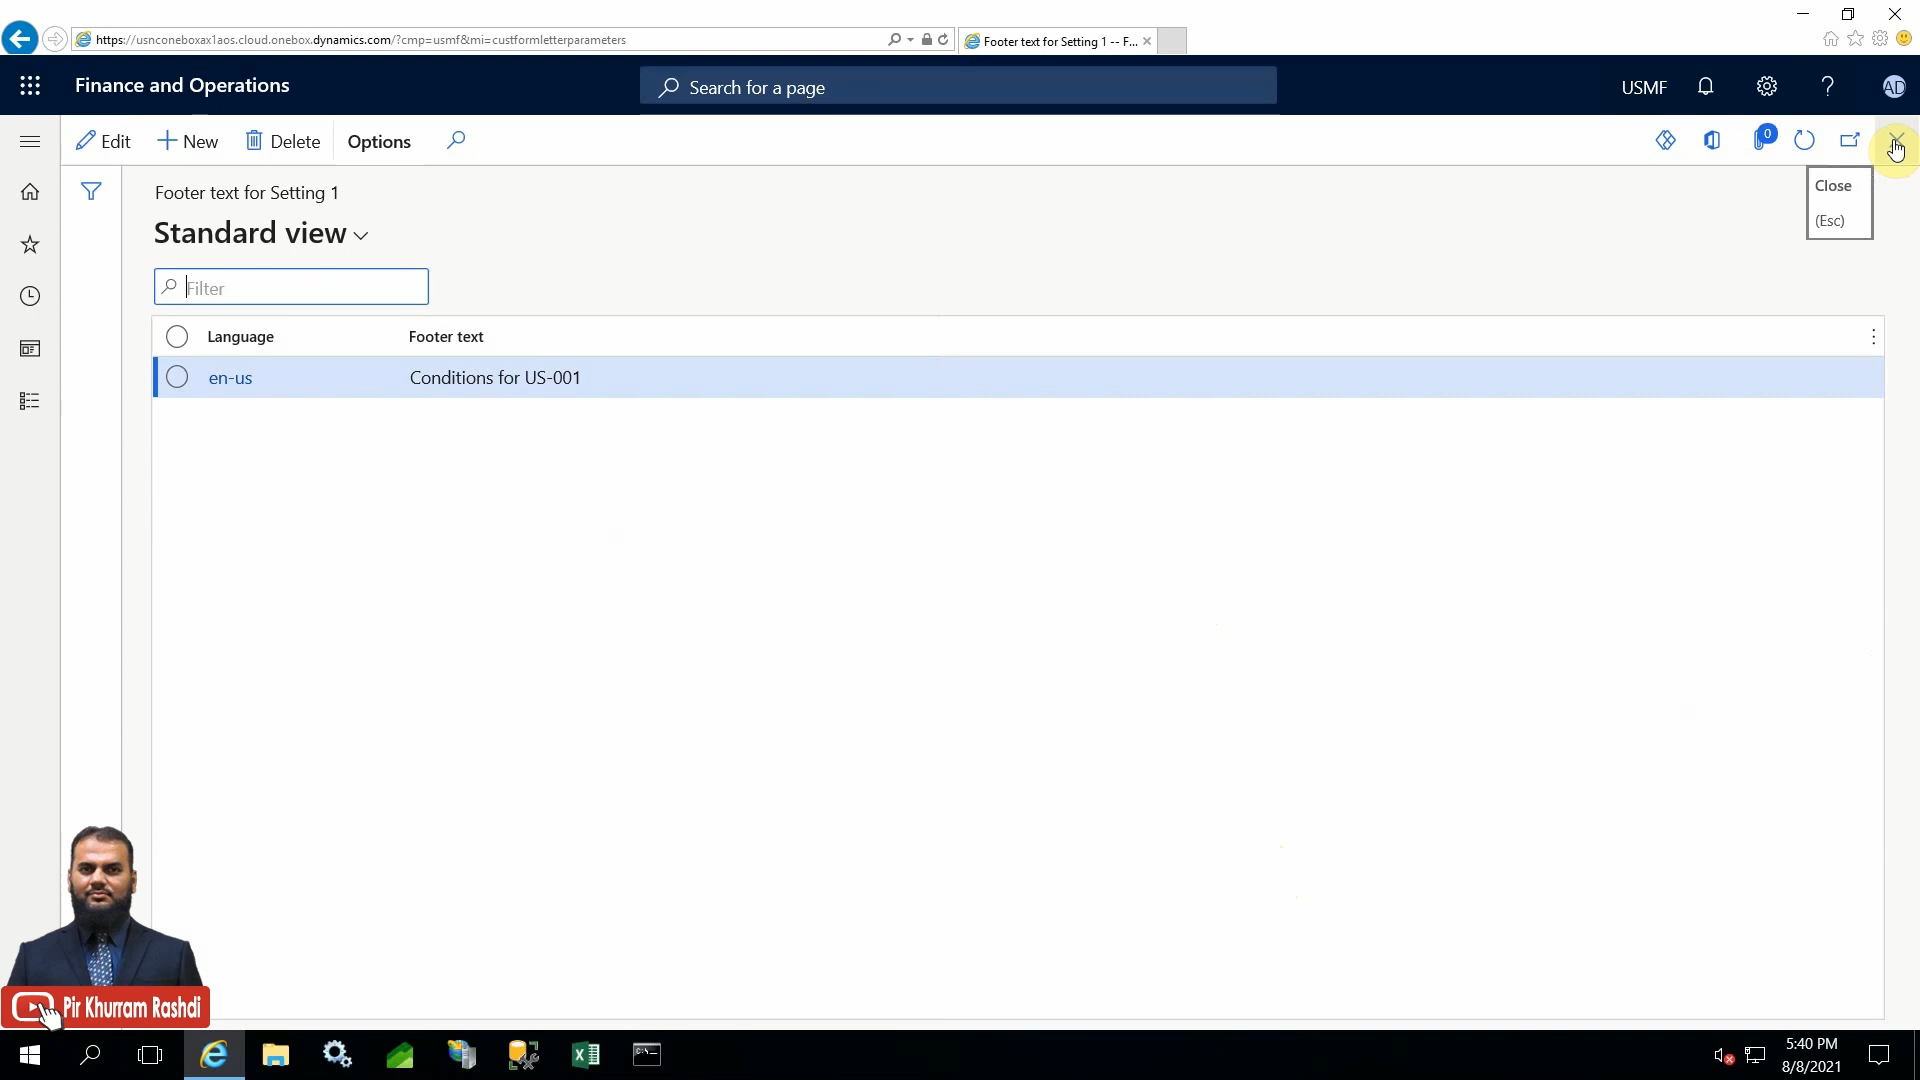 https://usnconeboxax1aos.cloud.onebox.dynamics.com/?cmp=usmf&mi=custformletterparameters
Footer text for Setting 1 -- F...
Finance and Operations
Search for a page
USMF
AD
Edit
New
Delete
Options
0
Close
(Esc)
Footer text for Setting 1
Standard view
Filter
Language
Footer text
en-us
Conditions for US-001
Pir Khurram Rashdi
5:40 PM
8/8/2021